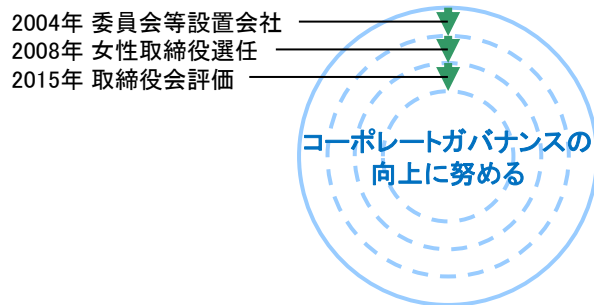 2004年 委員会等設置会社
2008年 女性取締役選任
2015年 取締役会評価
コーポレートガバナンスの
向上に努める